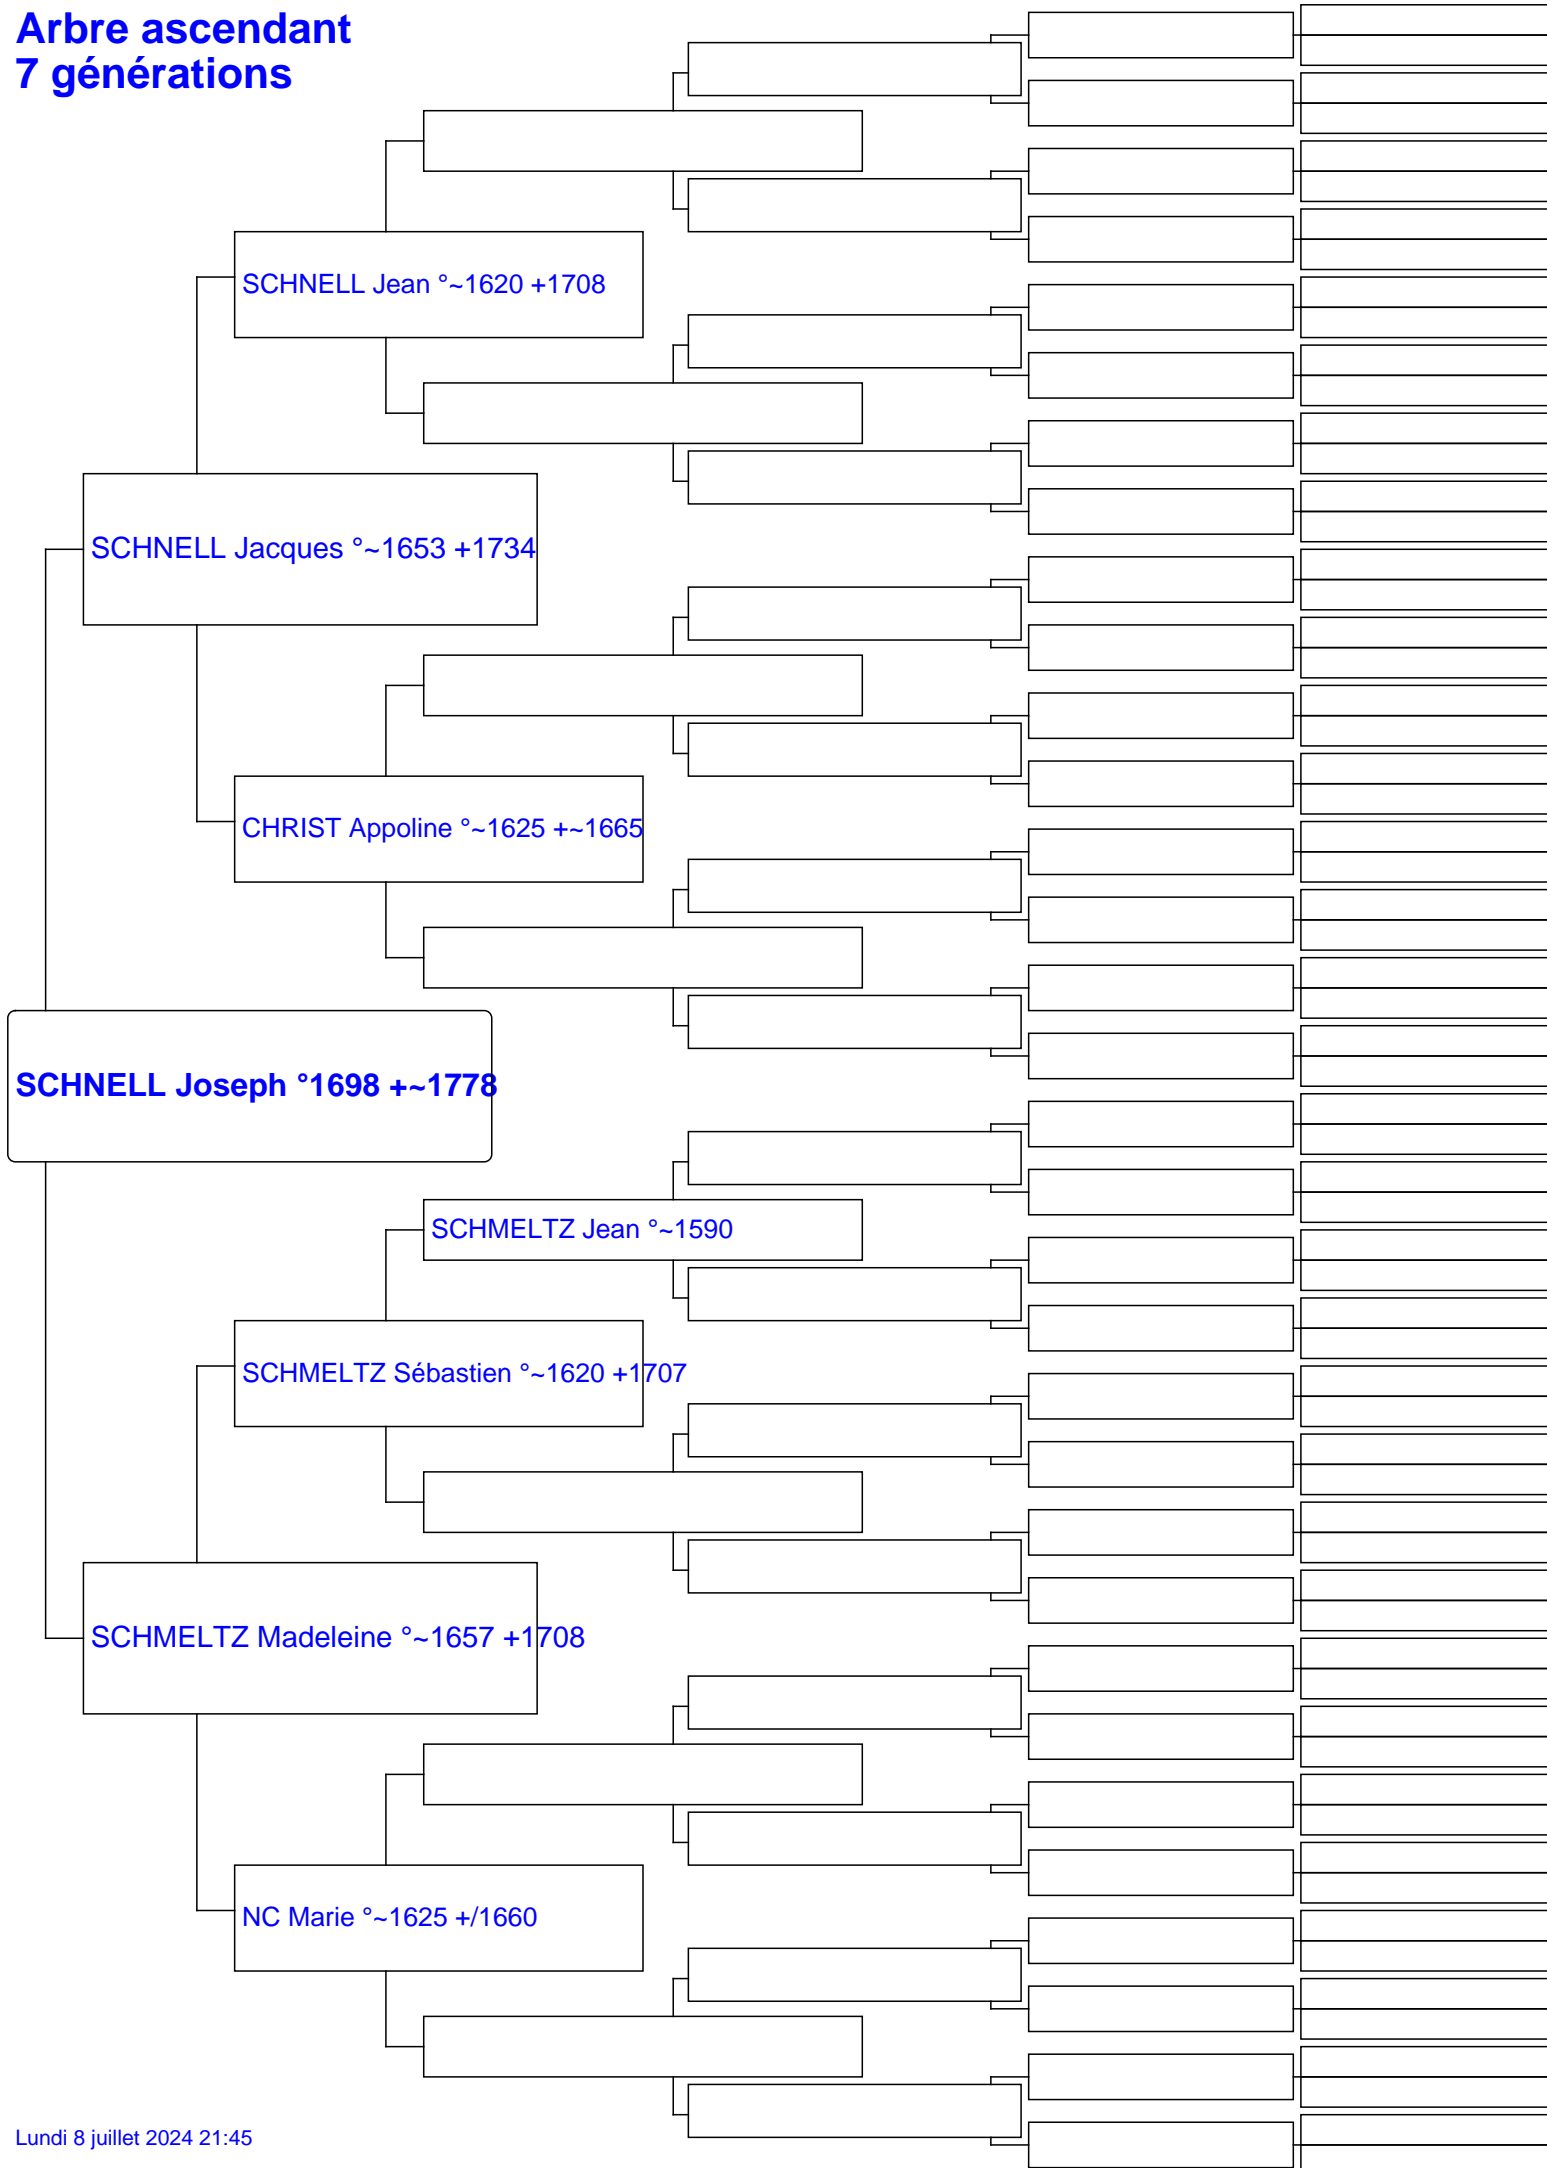 Arbre ascendant
7 générations
SCHNELL Jean °~1620 +1708
SCHNELL Jacques °~1653 +1734
CHRIST Appoline °~1625 +~1665
SCHNELL Joseph °1698 +~1778
SCHMELTZ Jean °~1590
SCHMELTZ Sébastien °~1620 +1707
SCHMELTZ Madeleine °~1657 +1708
NC Marie °~1625 +/1660
Lundi 8 juillet 2024 21:45